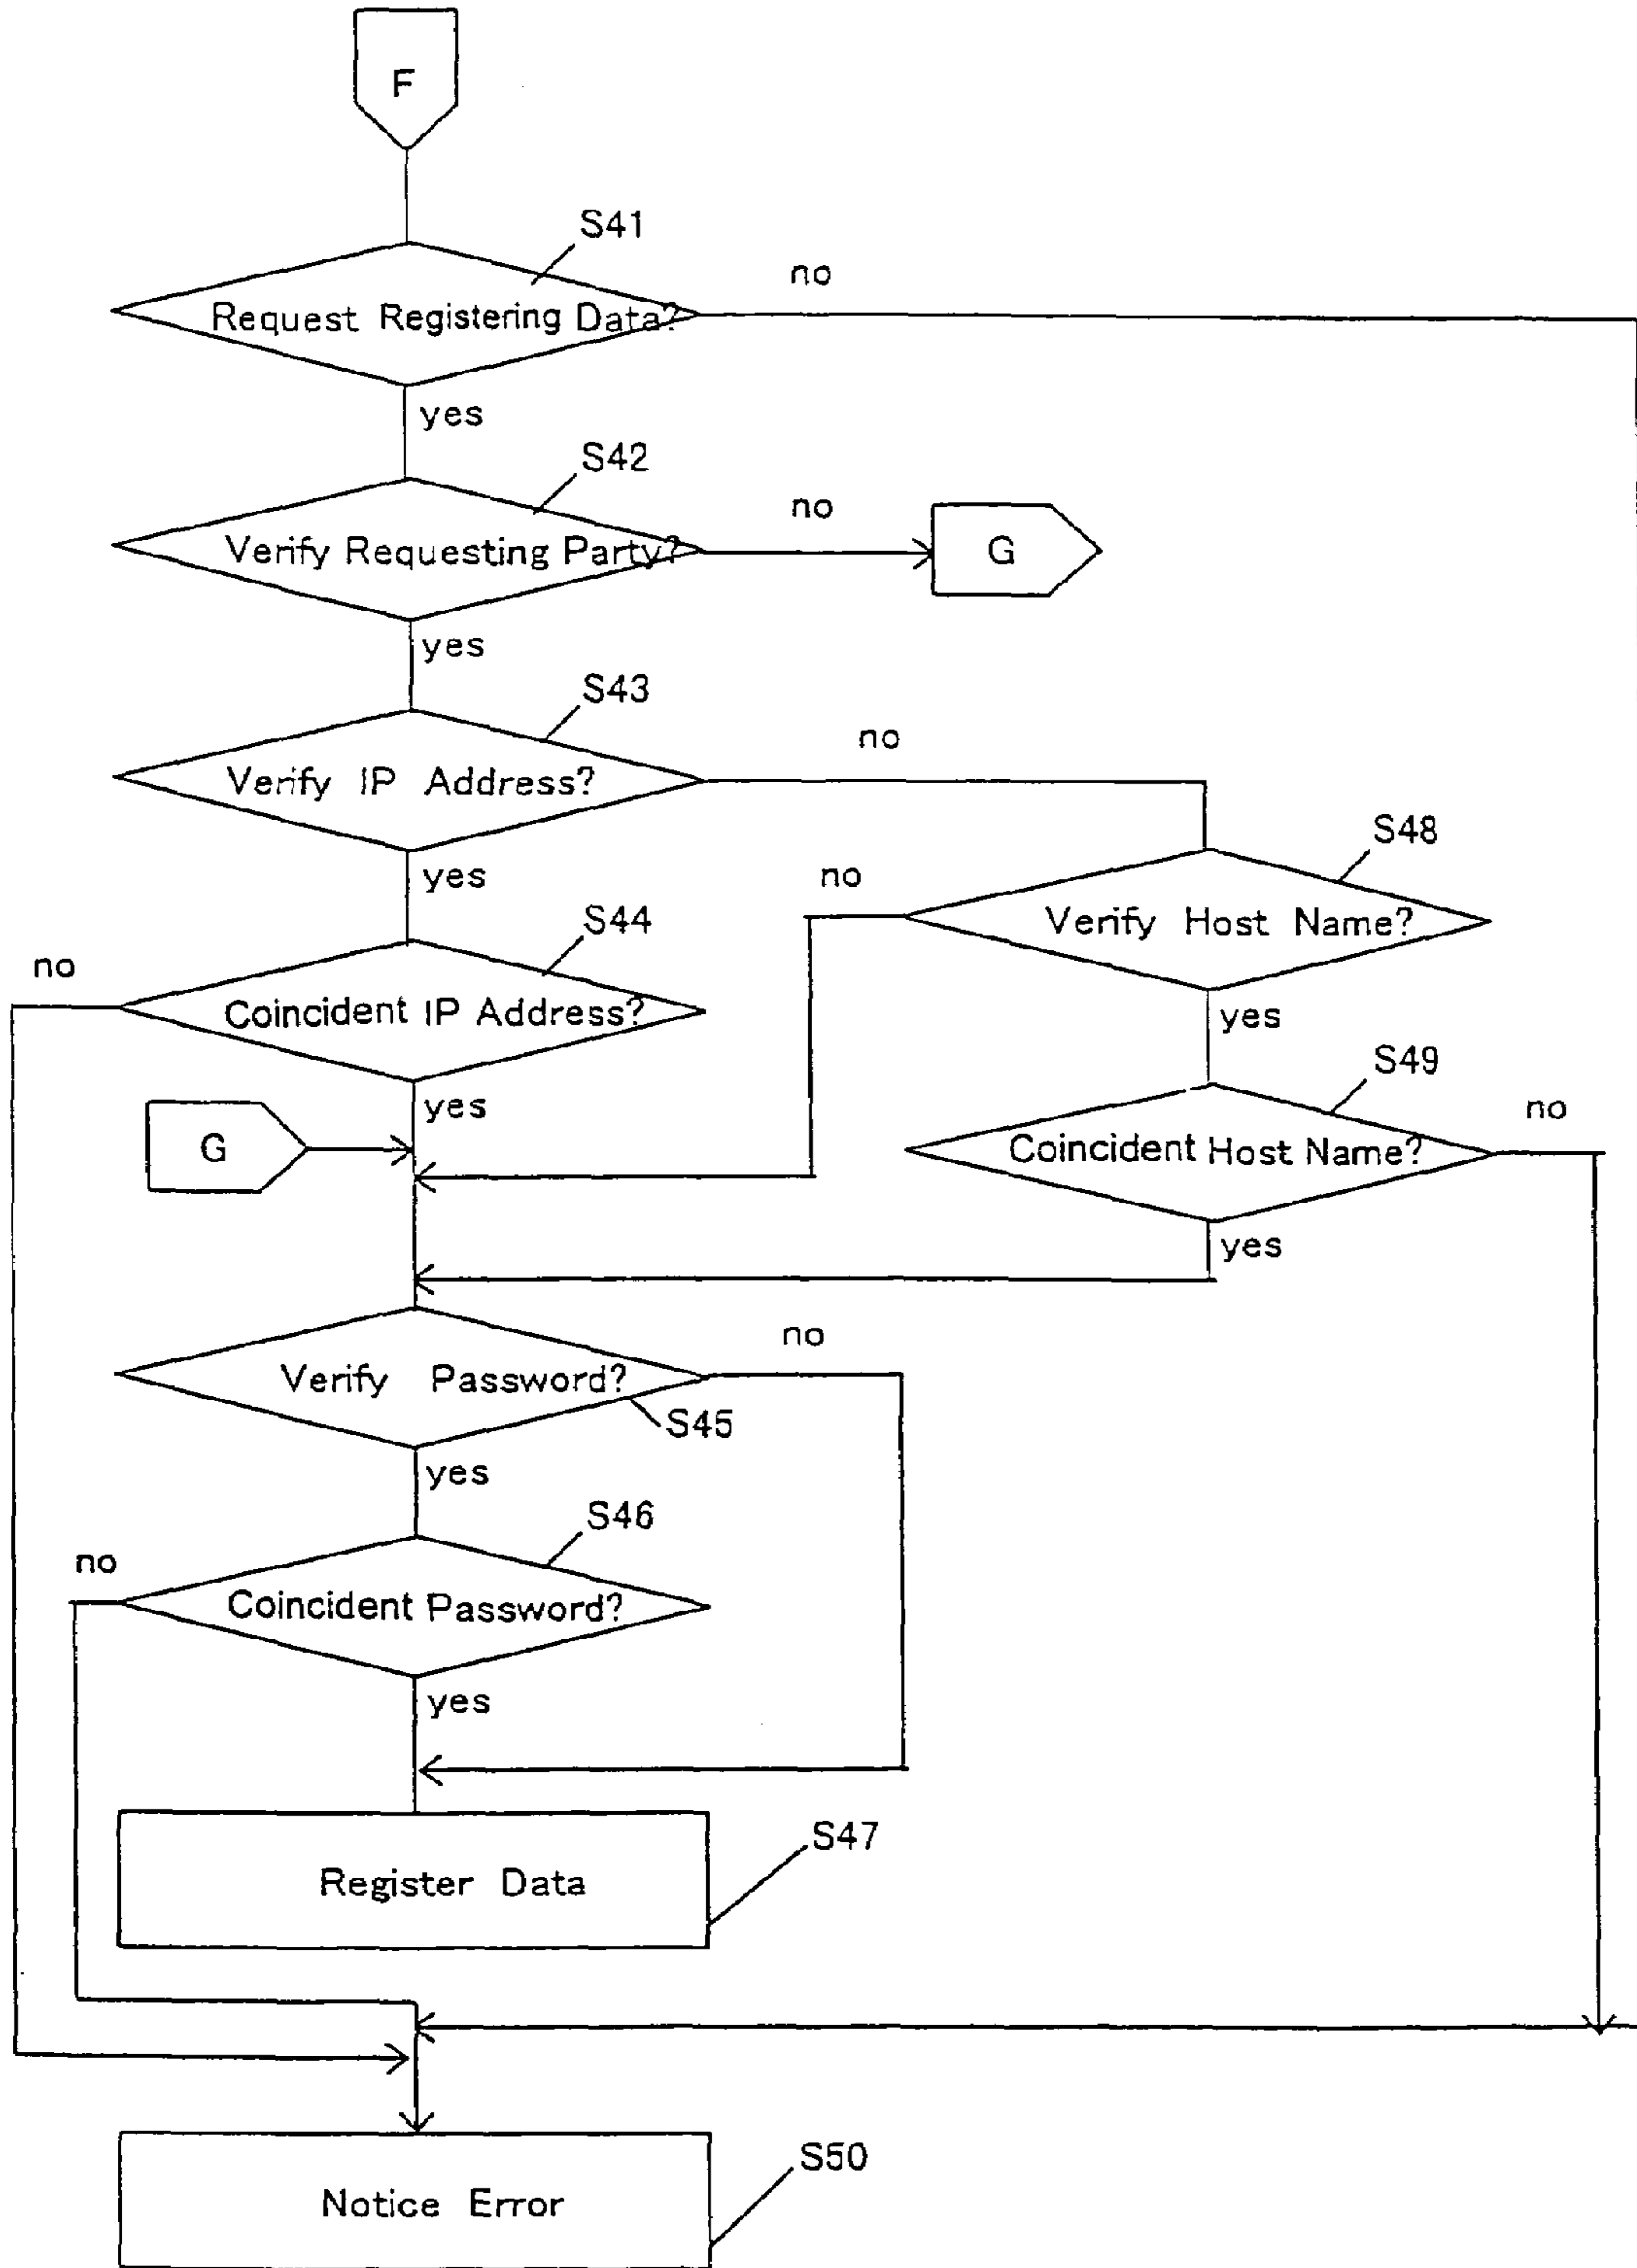 F
S41
no
Request Registering Data?
yes
S42
no
Verify Requesting Party?
G
yes
S43
no
Verify IP Address?
S48
yes
no
Verify Host Name?
S44
no
Coincident IP Address?
yes
S49
yes
no
G
Coincident Host Name?
yes
no
Verify Password?
S45
yes
S46
no
Coincident Password?
yes
S47
Register Data
S50
Notice Error